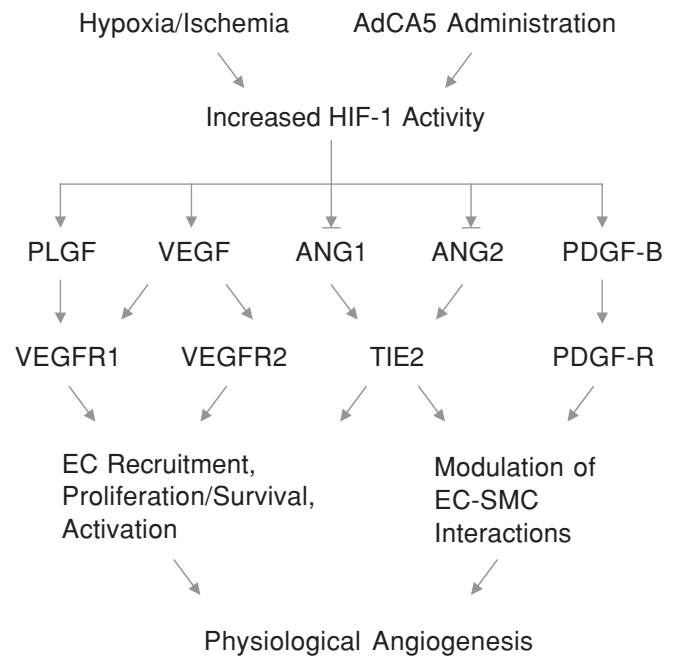 Hypoxia/Ischemia AdCA5 Administration
Increased HIF-1 Activity
PLGF VEGF ANG1 ANG2 PDGF-B
VEGFR1 VEGFR2 TIE2 PDGF-R
EC Recruitment,
Proliferation/Survival,
Activation
Modulation of
EC-SMC
Interactions
Physiological Angiogenesis